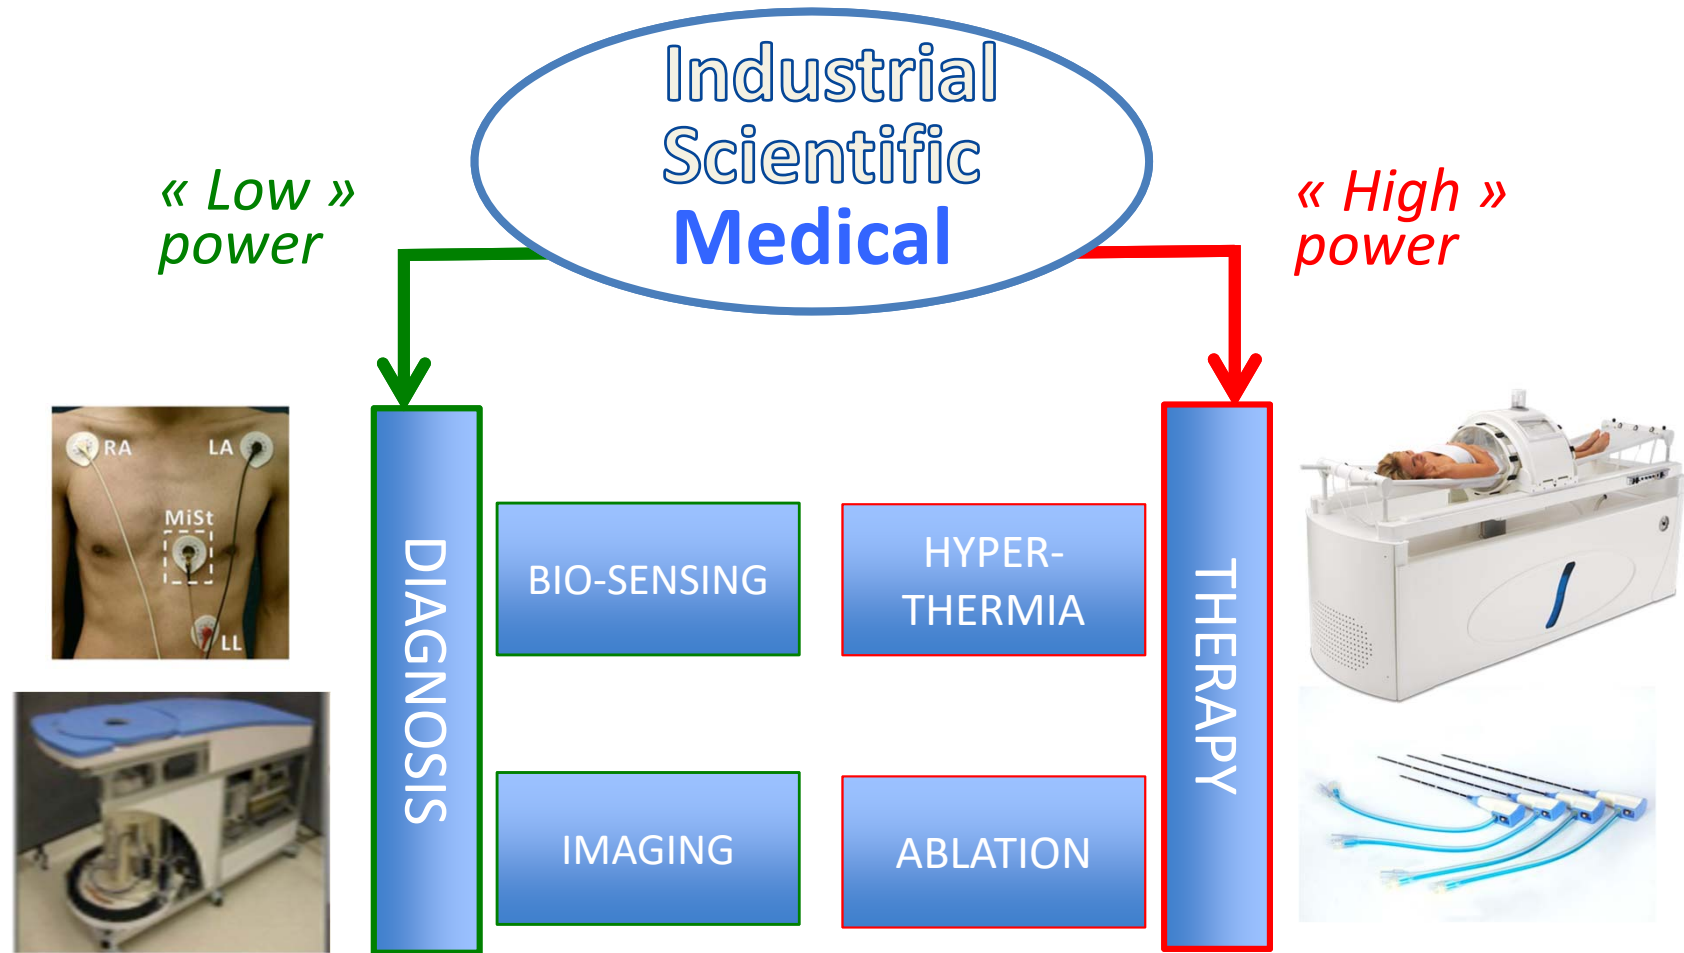 Industrial
Scientific
Medical
« Low »
power
« High »
power
RA
LA
MiSt
LL
DIAGNOSIS
BIO-SENSING
HYPER-
THERMIA
THERAPY
IMAGING
ABLATION